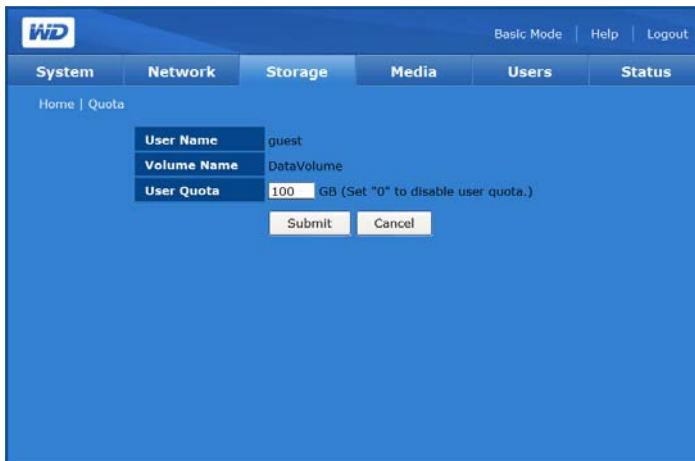 WD
Basic Mode | Help | Logout
System Network Storage Media Users Status
Home | Quota
User Name guest
Volume Name DataVolume
User Quota 100 GB (Set "0" to disable user quota.)
Submit Cancel